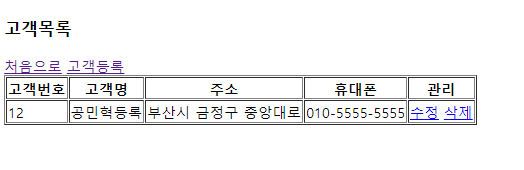 고객목록
처음으로 고객등록
고객번호 고객명 주소 휴대폰 관리
12 공민혁등록 부산시 금정구 중앙대로 010-5555-5555 수정 삭제